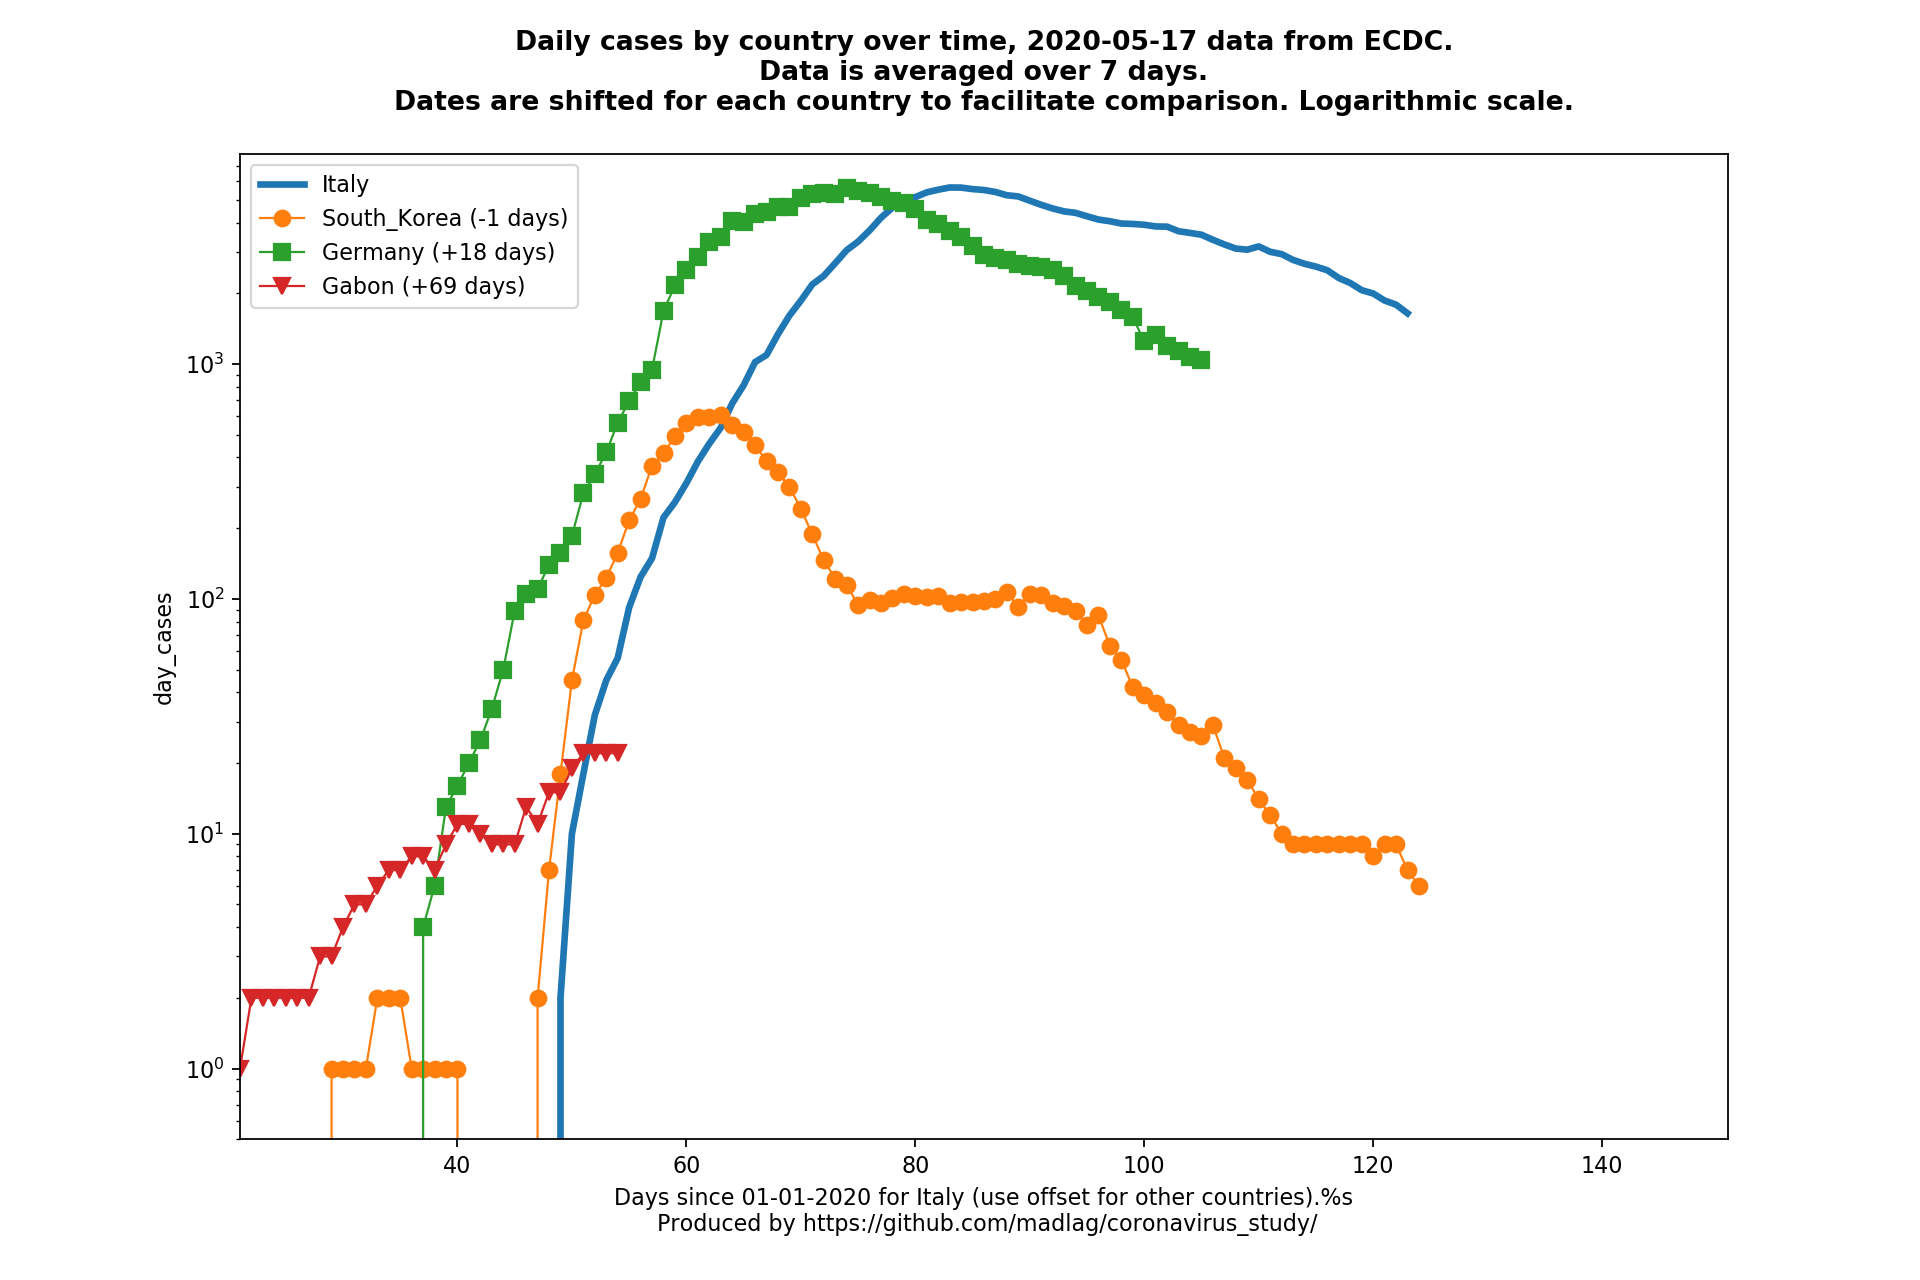 Daily cases by country over time, 2020-05-17 data from ECDC.
Data is averaged over 7 days.
Dates are shifted for each country to facilitate comparison. Logarithmic scale.
Italy
South_Korea (-1 days)
Germany (+18 days)
Gabon (+69 days)
10³
10²
10¹
10⁰
day_cases
40 60 80 100 120 140
Days since 01-01-2020 for Italy (use offset for other countries).%s
Produced by https://github.com/madlag/coronavirus_study/